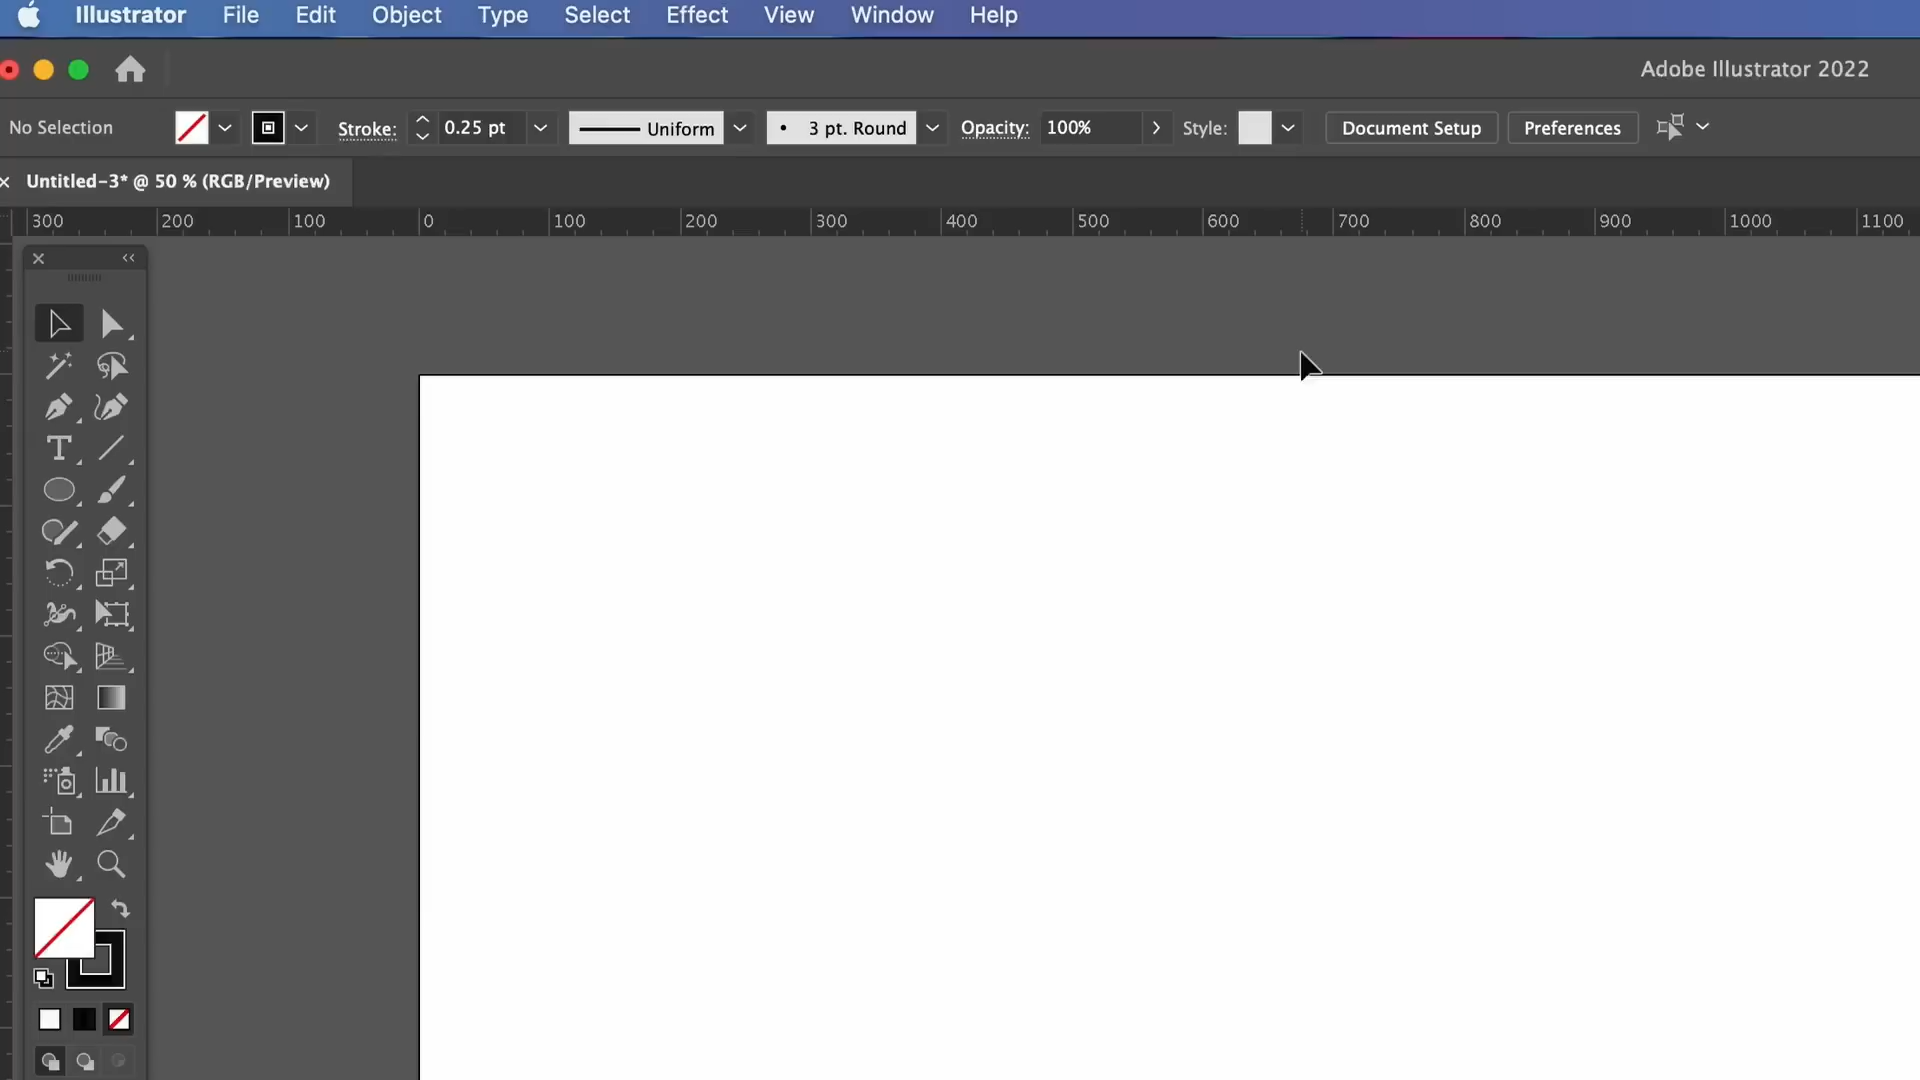 Illustrator File Edit Object Type Select Effect View Window Help
Adobe Illustrator 2022
No Selection Stroke: 0.25 pt Uniform 3 pt. Round Opacity: 100% Style: Document Setup Preferences
Untitled-3* @ 50 % (RGB/Preview)
300 200 100 0 100 200 300 400 500 600 700 800 900 1000 1100